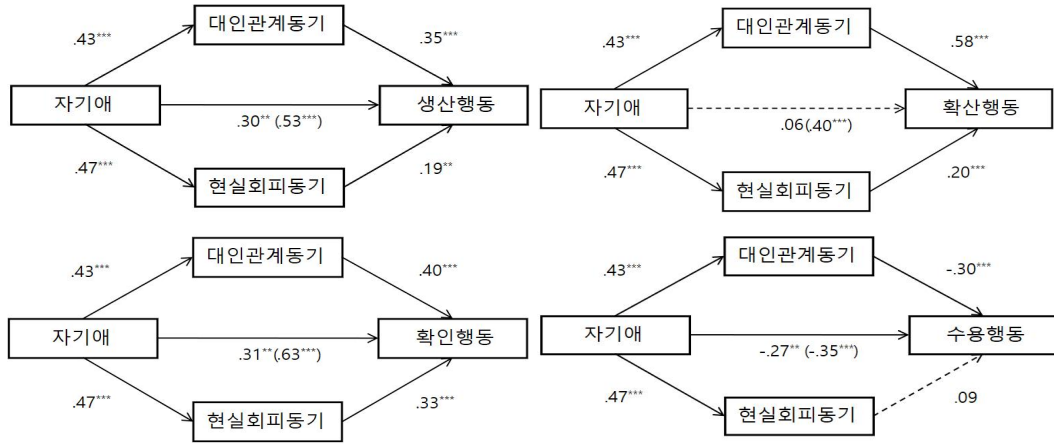 대인관계동기
.43***
.35***
자기애
생산행동
.30** (.53***)
.47***
.19**
현실회피동기
대인관계동기
.43***
.58***
자기애
확산행동
.06(.40***)
.47***
.20***
현실회피동기
대인관계동기
.43***
.40***
자기애
확인행동
.31**(.63***)
.47***
.33***
현실회피동기
대인관계동기
.43***
-.30***
자기애
수용행동
-.27** (-.35***)
.47***
.09
현실회피동기